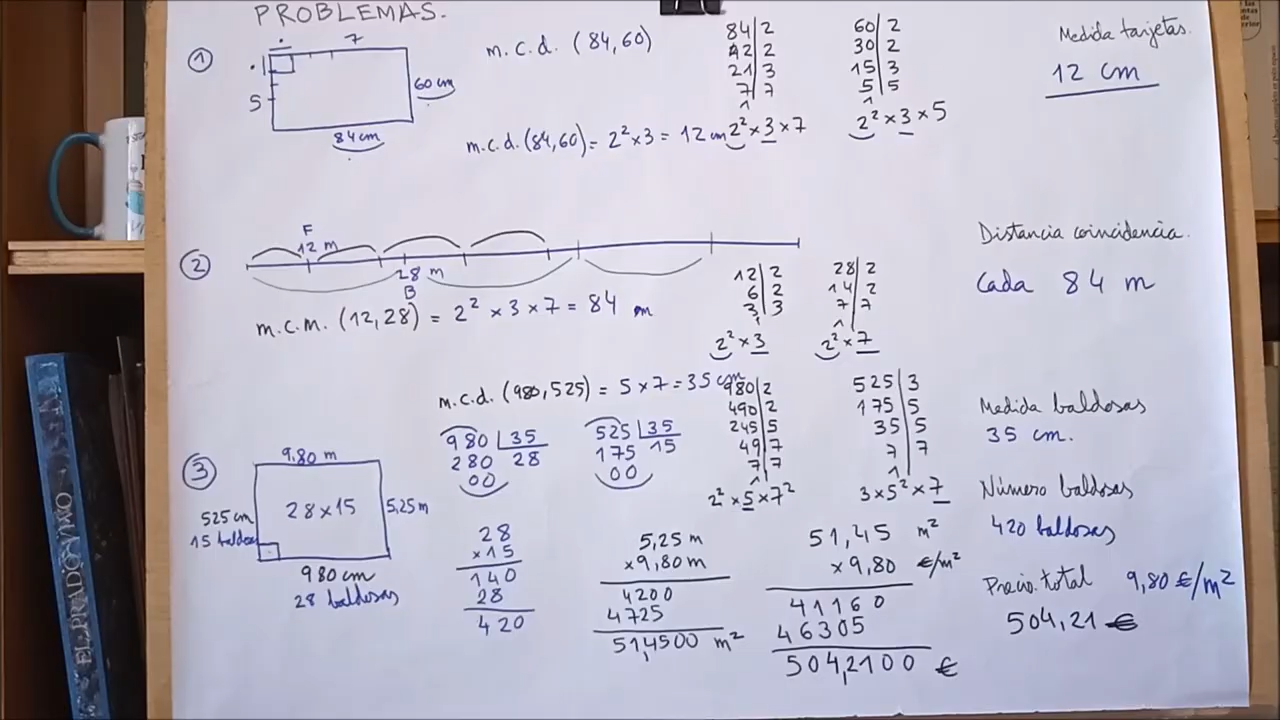 PROBLEMAS.
1
7
5
60 cm
84 cm
m.c.d. (84,60)
m.c.d. (84,60) = 2² × 3 = 12 cm
84 | 2
42 | 2
21 | 3
7 | 7
1
2² × 3 × 7
60 | 2
30 | 2
15 | 3
5 | 5
1
2² × 3 × 5
Medida tarjetas.
12 cm
2
F
12 m
28 m
B
m.c.m. (12,28) = 2² × 3 × 7 = 84 m
12 | 2
6 | 2
3 | 3
1
2² × 3
28 | 2
14 | 2
7 | 7
1
2² × 7
Distancia coincidencia.
Cada 84 m
3
9,80 m
28 × 15
5,25 m
525 cm
15 baldosas
980 cm
28 baldosas
m.c.d. (980,525) = 5 × 7 = 35 cm
980 | 35
280 28
00
525 | 35
175 15
00
980 | 2
490 | 2
245 | 5
49 | 7
7 | 7
1
2² × 5 × 7²
525 | 3
175 | 5
35 | 5
7 | 7
1
3 × 5² × 7
28
× 15
140
28
420
5,25 m
× 9,80 m
4200
4725
51,4500 m²
51,45 m²
× 9,80 €/m²
41160
46305
504,2100 €
Medida baldosas
35 cm.
Número baldosas
420 baldosas
Precio total 9,80 €/m²
504,21 €
EL PRADO VIVO